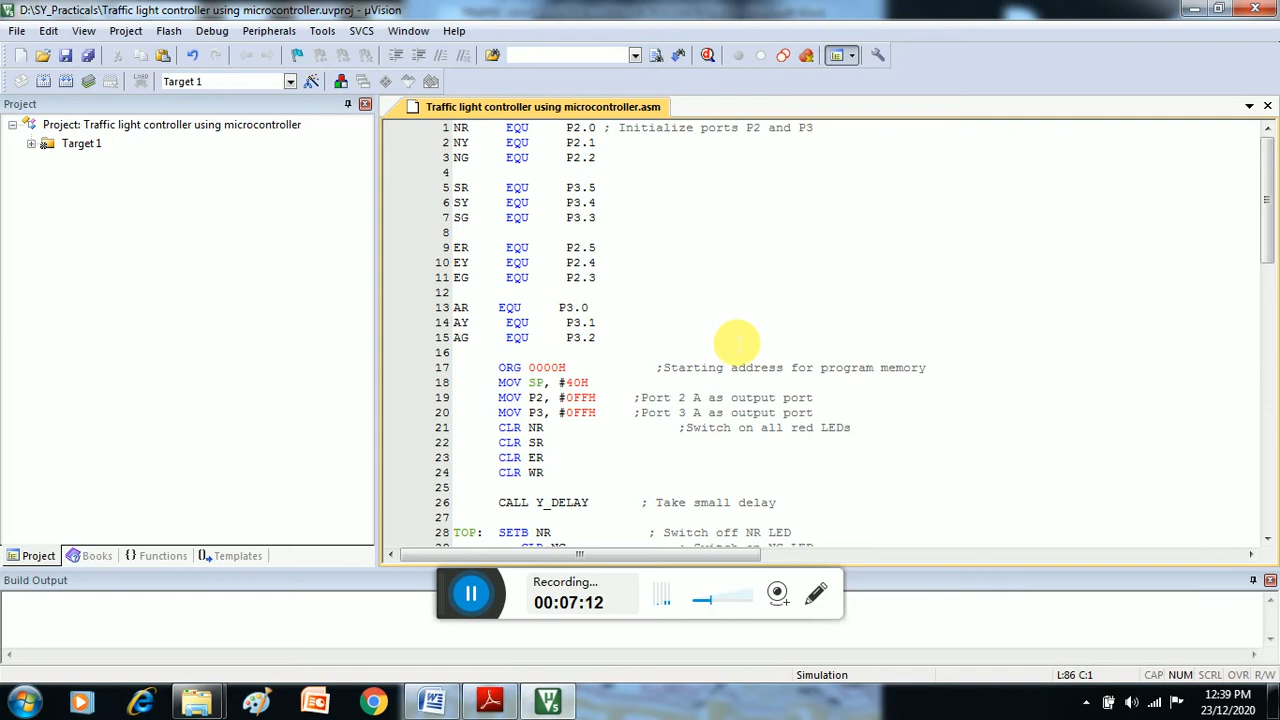 D:\SY_Practicals\Traffic light controller using microcontroller.uvproj - µVision
File Edit View Project Flash Debug Peripherals Tools SVCS Window Help
LOAD Target 1
Project
Traffic light controller using microcontroller.asm
Project: Traffic light controller using microcontroller
Target 1
1 NR EQU P2.0 ; Initialize ports P2 and P3
2 NY EQU P2.1
3 NG EQU P2.2
4
5 SR EQU P3.5
6 SY EQU P3.4
7 SG EQU P3.3
8
9 ER EQU P2.5
10 EY EQU P2.4
11 EG EQU P2.3
12
13 AR EQU P3.0
14 AY EQU P3.1
15 AG EQU P3.2
16
17 ORG 0000H ;Starting address for program memory
18 MOV SP, #40H
19 MOV P2, #0FFH ;Port 2 A as output port
20 MOV P3, #0FFH ;Port 3 A as output port
21 CLR NR ;Switch on all red LEDs
22 CLR SR
23 CLR ER
24 CLR WR
25
26 CALL Y_DELAY ; Take small delay
27
28 TOP: SETB NR ; Switch off NR LED
Project Books {} Functions Templates
Build Output
Recording...
00:07:12
Simulation L:86 C:1 CAP NUM SCRL OVR R/W
12:39 PM
23/12/2020